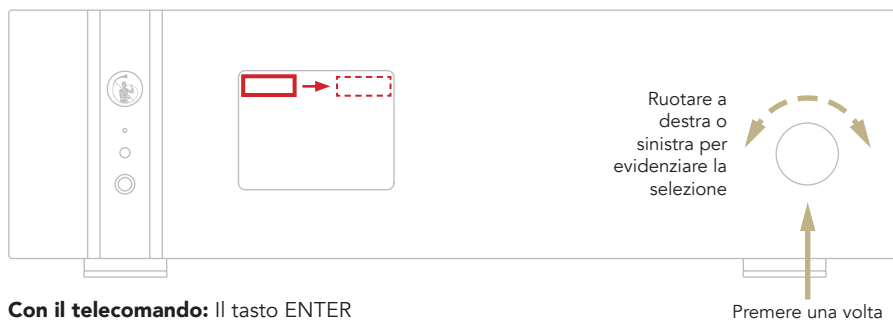 Ruotare a
destra o
sinistra per
evidenziare la
selezione
Con il telecomando: Il tasto ENTER
Premere una volta